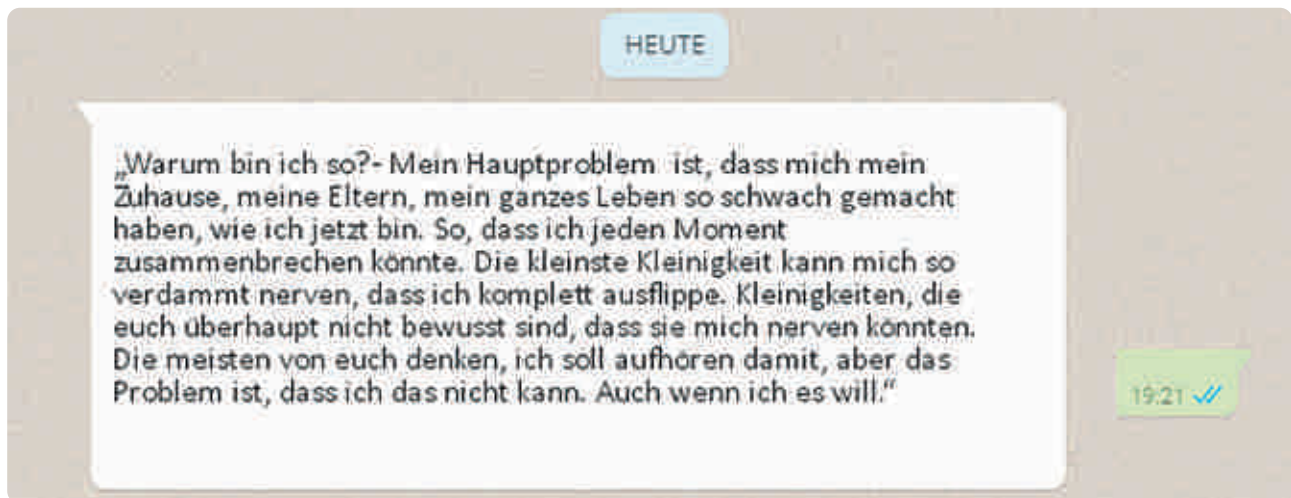 HEUTE
„Warum bin ich so?- Mein Hauptproblem ist, dass mich mein
Zuhause, meine Eltern, mein ganzes Leben so schwach gemacht
haben, wie ich jetzt bin. So, dass ich jeden Moment
zusammenbrechen könnte. Die kleinste Kleinigkeit kann mich so
verdammt nerven, dass ich komplett ausflippe. Kleinigkeiten, die
euch überhaupt nicht bewusst sind, dass sie mich nerven könnten.
Die meisten von euch denken, ich soll aufhören damit, aber das
Problem ist, dass ich das nicht kann. Auch wenn ich es will.“
19:21